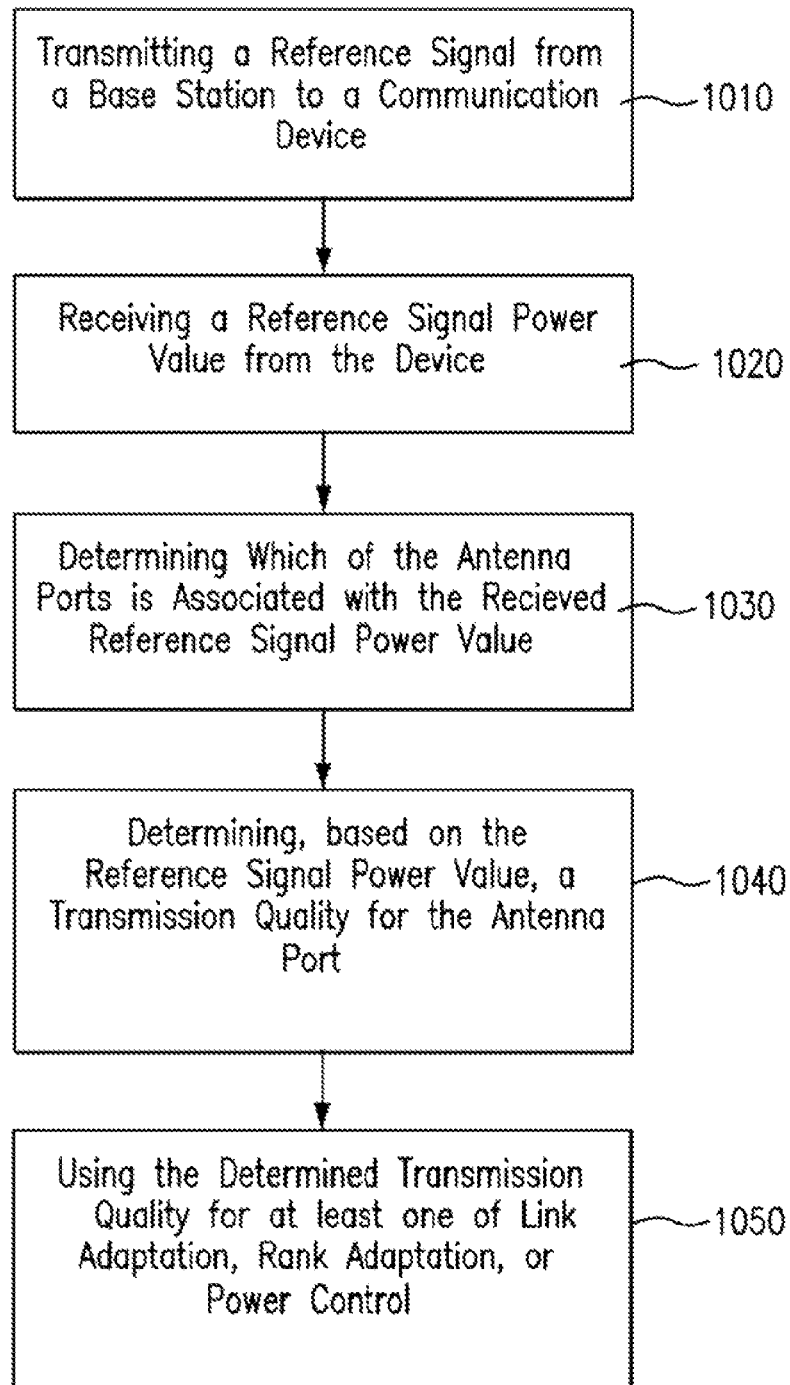 Transmitting a Reference Signal from
a Base Station to a Communication
Device
1010
Receiving a Reference Signal Power
Value from the Device
1020
Determining Which of the Antenna
Ports is Associated with the Recieved
Reference Signal Power Value
1030
Determining, based on the
Reference Signal Power Value, a
Transmission Quality for the Antenna
Port
1040
Using the Determined Transmission
Quality for at least one of Link
Adaptation, Rank Adaptation, or
Power Control
1050